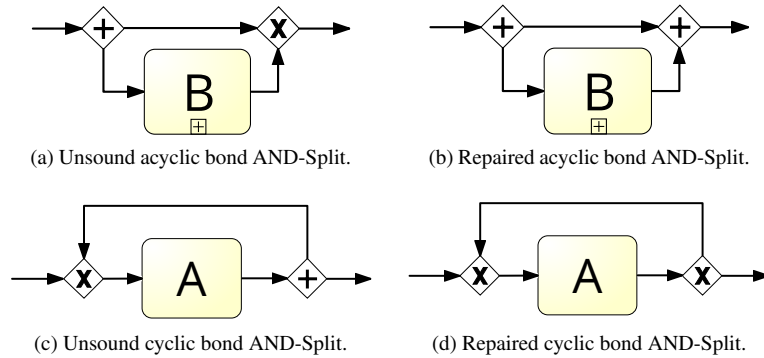 + X + +
B B
+ +
(a) Unsound acyclic bond AND-Split. (b) Repaired acyclic bond AND-Split.
X A + X A X
(c) Unsound cyclic bond AND-Split. (d) Repaired cyclic bond AND-Split.